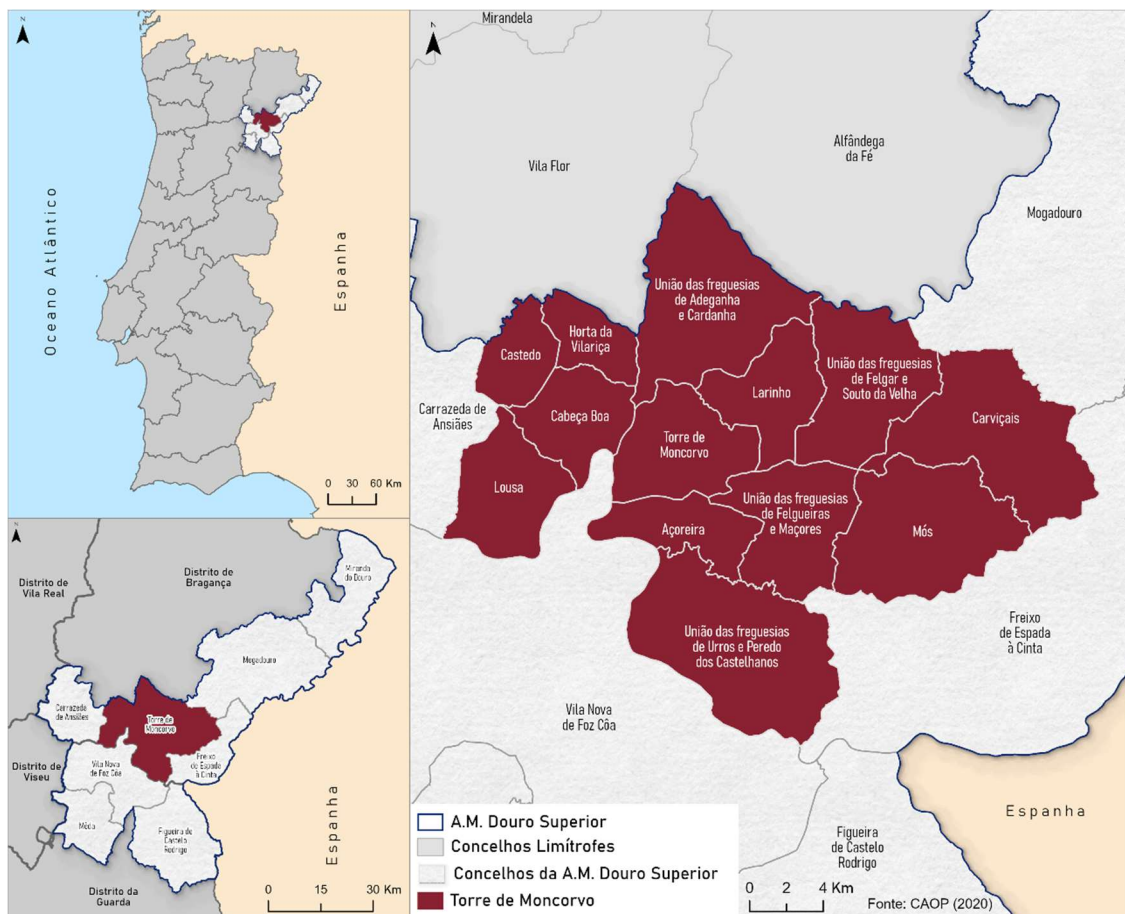 N
Oceano Atlântico
Espanha
0 30 60 Km
N
Distrito de
Vila Real
Distrito de
Bragança
Miranda
do Douro
Mogadouro
Carrazeda
de Ansiães
Torre de
Moncorvo
Distrito de
Viseu
Vila Nova
de Foz Côa
Freixo
de Espada
à Cinta
Mêda
Figueira de
Castelo
Rodrigo
Espanha
Distrito da
Guarda
0 15 30 Km
N
Mirandela
Vila Flor
Alfândega
da Fé
Mogadouro
União das freguesias
de Adeganha
e Cardanha
Horta da
Vilariça
Castedo
Larinho
União das freguesias
de Felgar e
Souto da Velha
Carrazeda de
Ansiães
Cabeça Boa
Carviçais
Torre de
Moncorvo
Lousa
União das freguesias
de Felgueiras
e Maçores
Açoreira
Mós
União das freguesias
de Urros e Peredo
dos Castelhanos
Freixo
de Espada
à Cinta
Vila Nova
de Foz Côa
Espanha
Figueira
de Castelo
Rodrigo
A.M. Douro Superior
Concelhos Limítrofes
Concelhos da A.M. Douro Superior
Torre de Moncorvo
0 2 4 Km
Fonte: CAOP (2020)